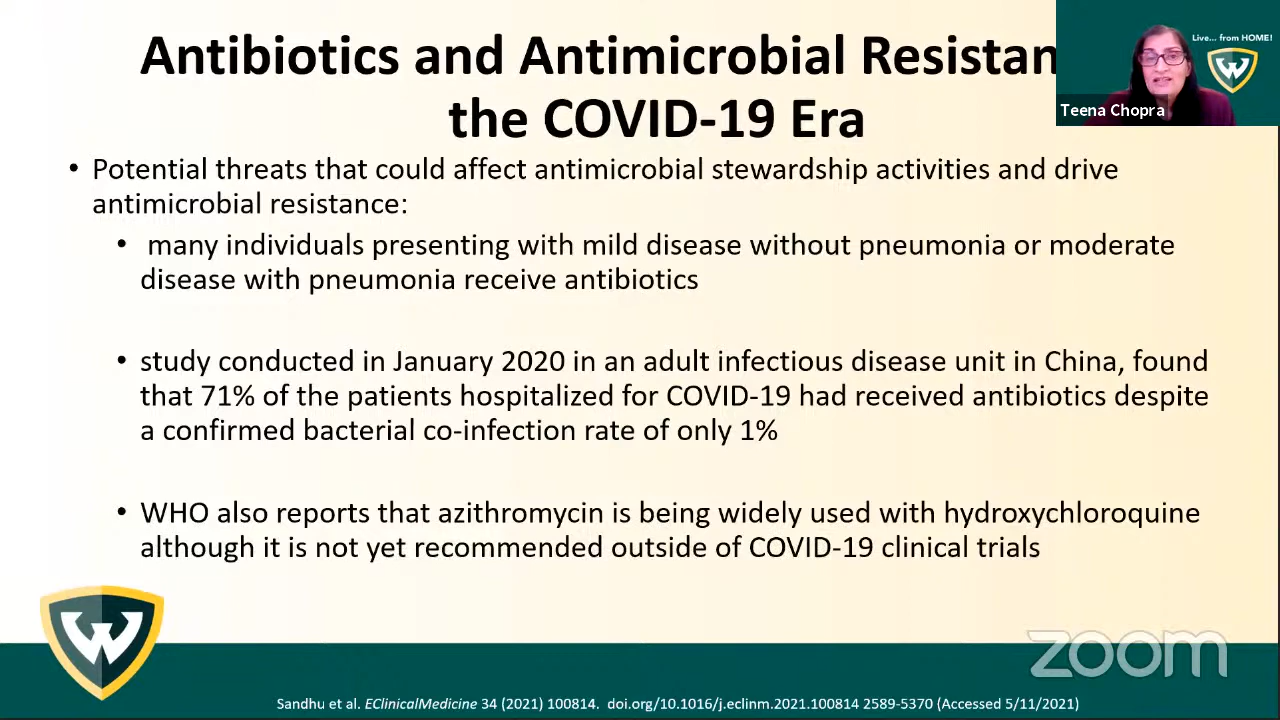 Antibiotics and Antimicrobial Resistan
the COVID-19 Era
Live... from HOME!
Teena Chopra
• Potential threats that could affect antimicrobial stewardship activities and drive
antimicrobial resistance:
• many individuals presenting with mild disease without pneumonia or moderate
disease with pneumonia receive antibiotics
• study conducted in January 2020 in an adult infectious disease unit in China, found
that 71% of the patients hospitalized for COVID-19 had received antibiotics despite
a confirmed bacterial co-infection rate of only 1%
• WHO also reports that azithromycin is being widely used with hydroxychloroquine
although it is not yet recommended outside of COVID-19 clinical trials
W
W
zoom
Sandhu et al. EClinicalMedicine 34 (2021) 100814. doi.org/10.1016/j.eclinm.2021.100814 2589-5370 (Accessed 5/11/2021)